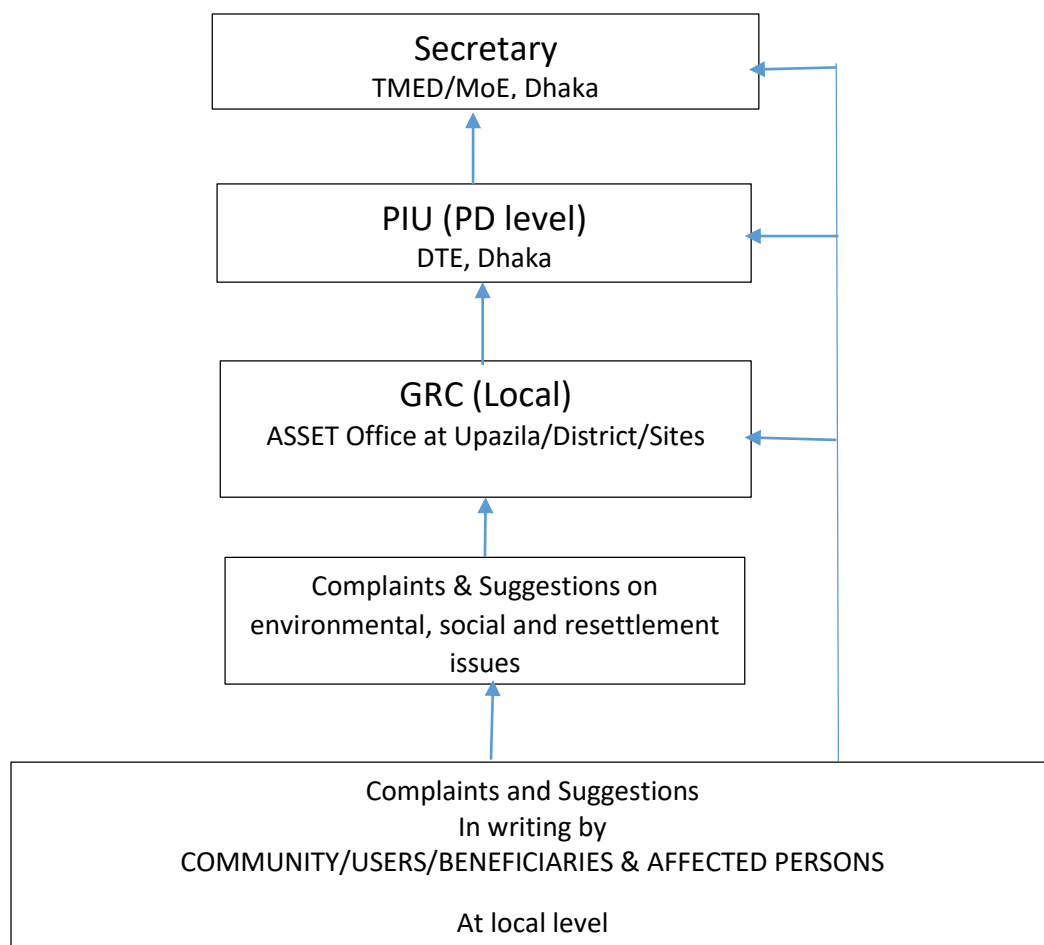 Secretary
TMED/MoE, Dhaka
PIU (PD level)
DTE, Dhaka
GRC (Local)
ASSET Office at Upazila/District/Sites
Complaints & Suggestions on
environmental, social and resettlement
issues
Complaints and Suggestions
In writing by
COMMUNITY/USERS/BENEFICIARIES & AFFECTED PERSONS
At local level